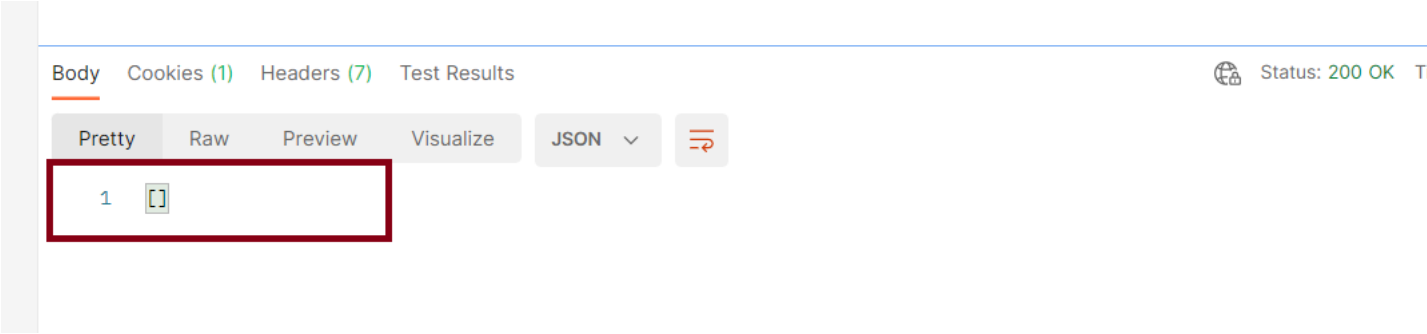 Body Cookies (1) Headers (7) Test Results Status: 200 OK
Pretty Raw Preview Visualize JSON
1 []